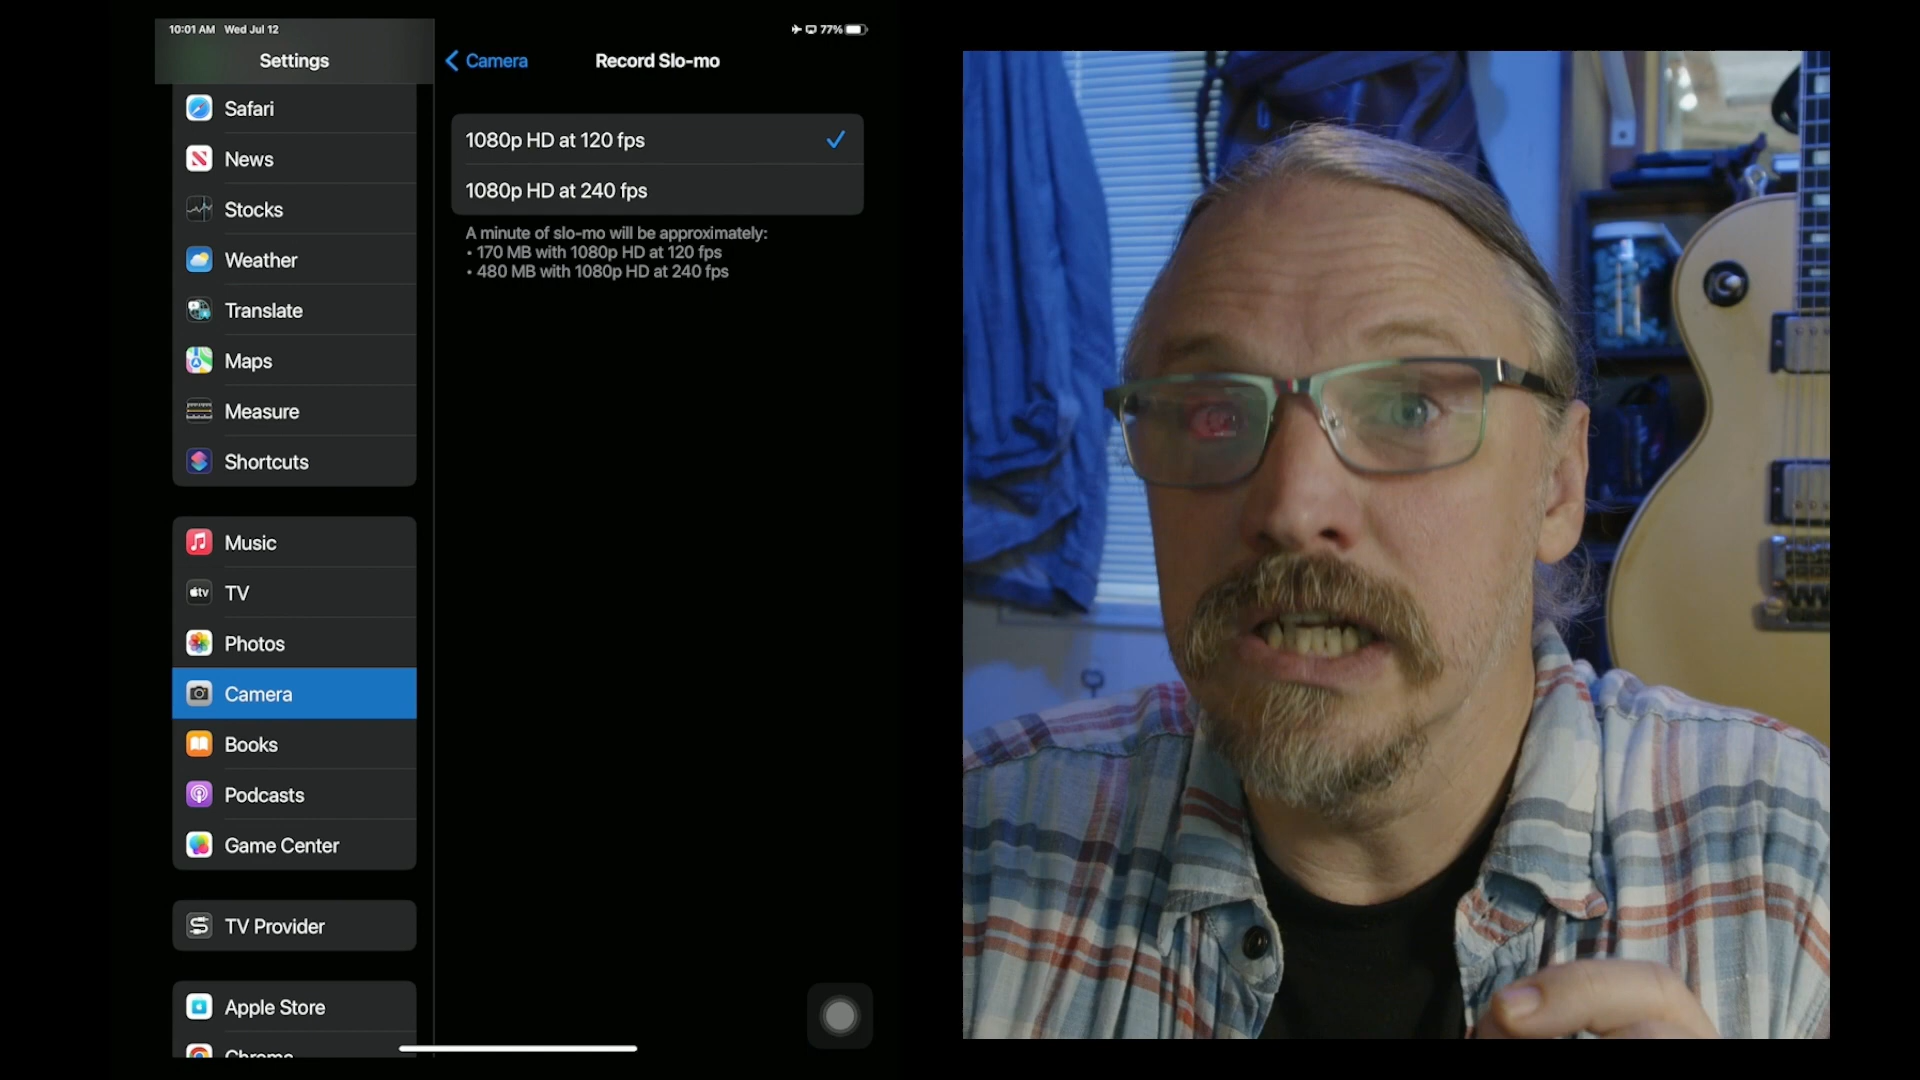 10:01 AM Wed Jul 12
77%
Settings
Camera
Record Slo-mo
Safari
News
Stocks
Weather
Translate
Maps
Measure
Shortcuts
Music
tv
TV
Photos
Camera
Books
Podcasts
Game Center
TV Provider
Apple Store
Chrome
1080p HD at 120 fps
1080p HD at 240 fps
A minute of slo-mo will be approximately:
• 170 MB with 1080p HD at 120 fps
• 480 MB with 1080p HD at 240 fps